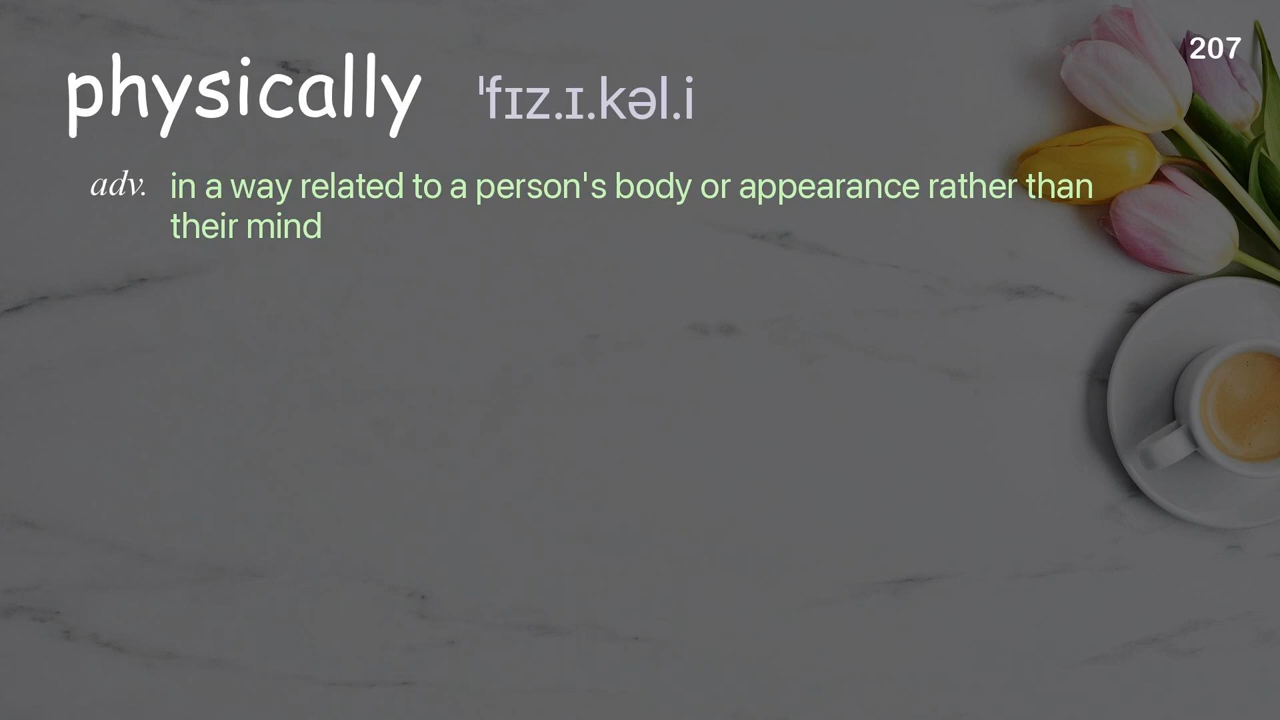 207
physically ˈfɪz.ɪ.kəl.i
adv. in a way related to a person's body or appearance rather than
their mind